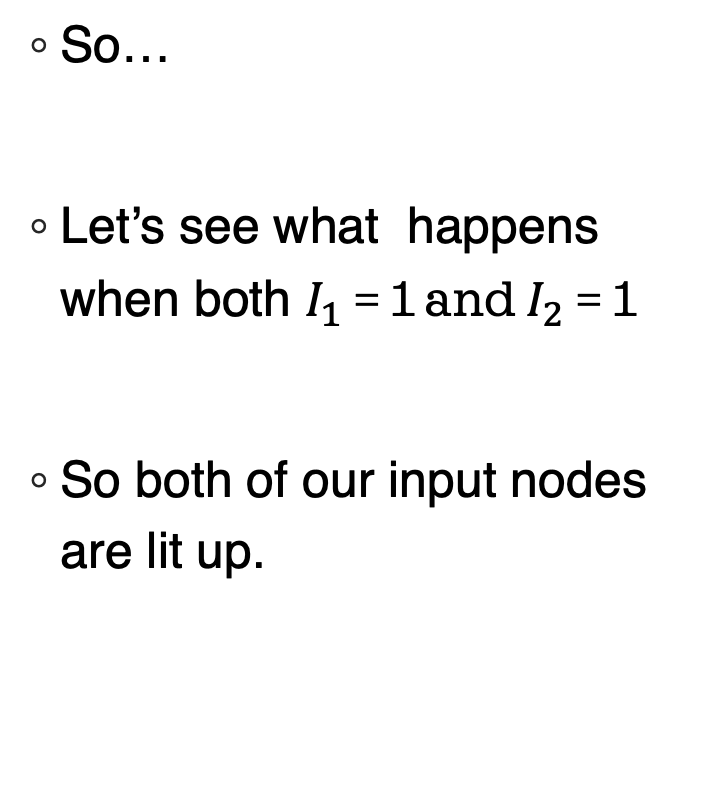 ◦ So…
◦ Let’s see what  happens
when both I₁ = 1 and I₂ = 1
◦ So both of our input nodes
are lit up.